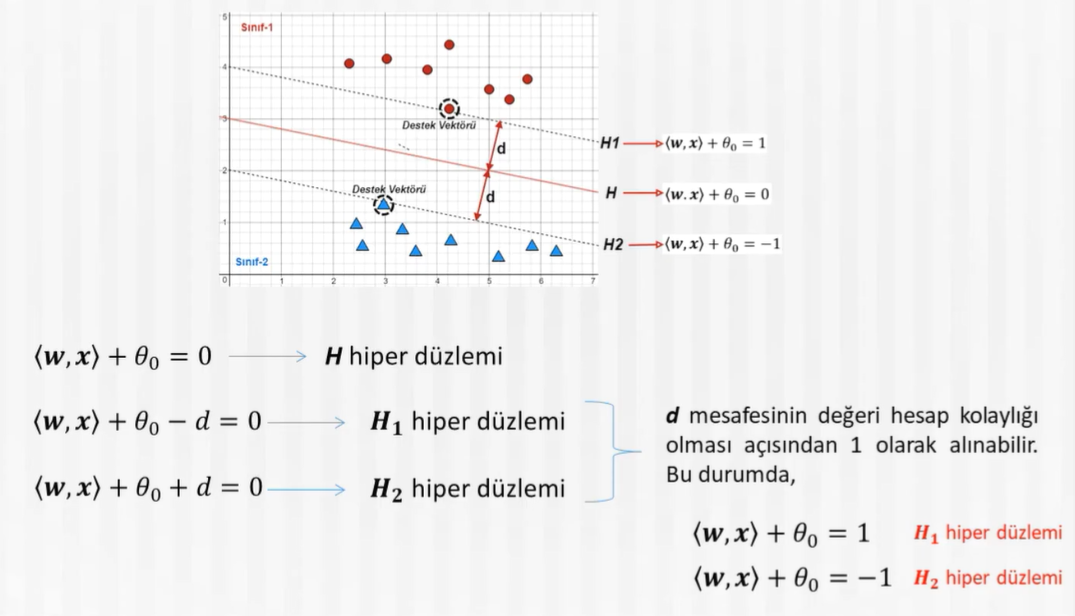 5
Sınıf-1
4
Destek Vektörü
3
d
H1 ⟨w, x⟩ + θ₀ = 1
2
Destek Vektörü
d
H ⟨w. x⟩ + θ₀ = 0
1
H2 ⟨w, x⟩ + θ₀ = −1
Sınıf-2
0 1 2 3 4 5 6 7
⟨w, x⟩ + θ₀ = 0 H hiper düzlemi
⟨w, x⟩ + θ₀ − d = 0 H₁ hiper düzlemi
⟨w, x⟩ + θ₀ + d = 0 H₂ hiper düzlemi
d mesafesinin değeri hesap kolaylığı
olması açısından 1 olarak alınabilir.
Bu durumda,
⟨w, x⟩ + θ₀ = 1 H₁ hiper düzlemi
⟨w, x⟩ + θ₀ = −1 H₂ hiper düzlemi